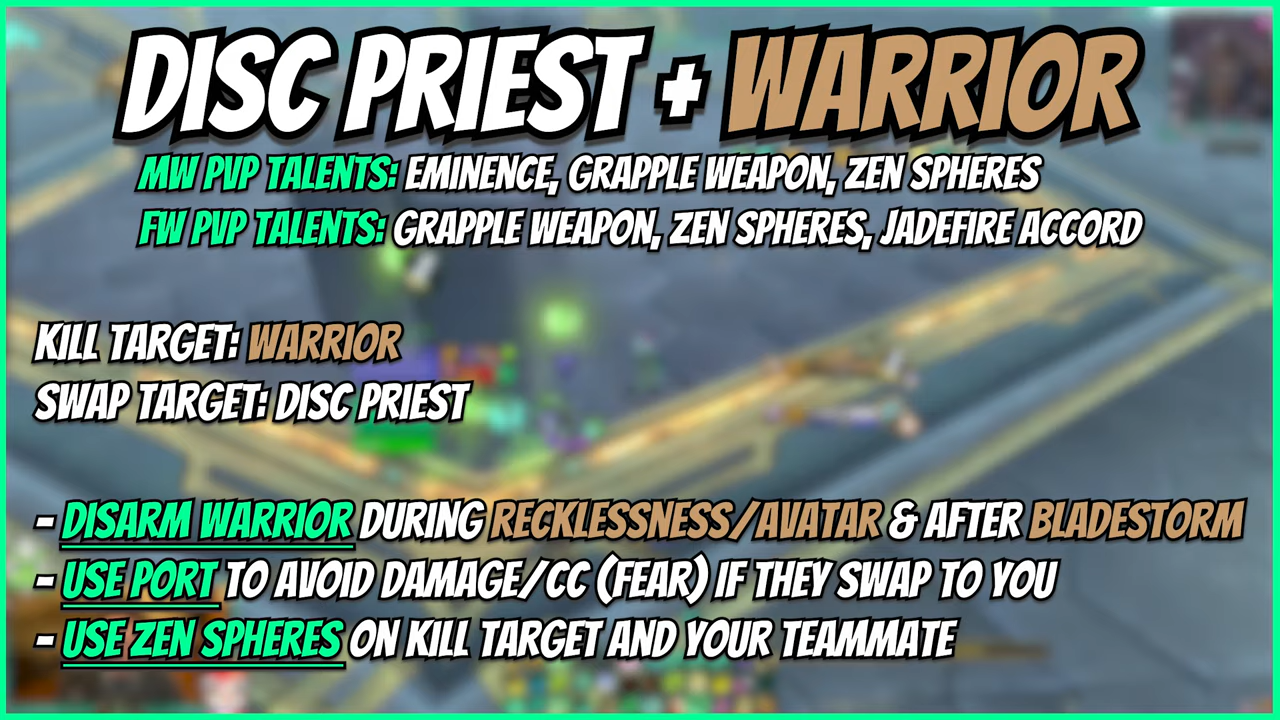 DISC PRIEST + WARRIOR
MW PVP TALENTS: EMINENCE, GRAPPLE WEAPON, ZEN SPHERES
FW PVP TALENTS: GRAPPLE WEAPON, ZEN SPHERES, JADEFIRE ACCORD
KILL TARGET: WARRIOR
SWAP TARGET: DISC PRIEST
- DISARM WARRIOR DURING RECKLESSNESS/AVATAR & AFTER BLADESTORM
- USE PORT TO AVOID DAMAGE/CC (FEAR) IF THEY SWAP TO YOU
- USE ZEN SPHERES ON KILL TARGET AND YOUR TEAMMATE